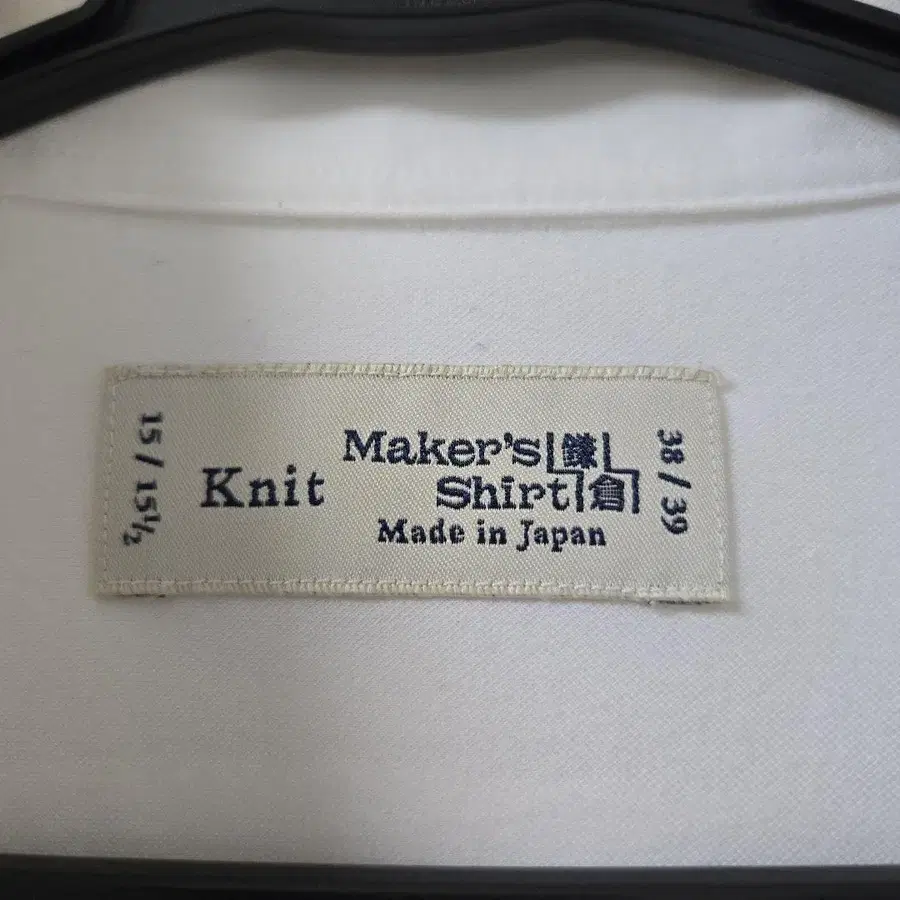 15 / 15½
Knit
Maker's 鎌
Shirt 倉
Made in Japan
38 / 39